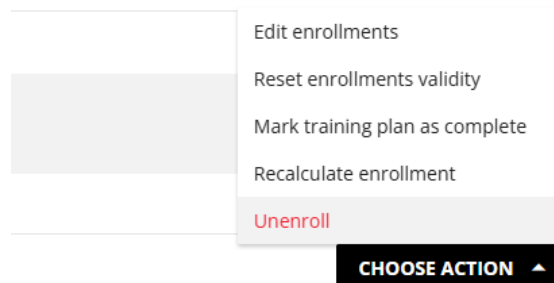 Edit enrollments
Reset enrollments validity
Mark training plan as complete
Recalculate enrollment
Unenroll
CHOOSE ACTION